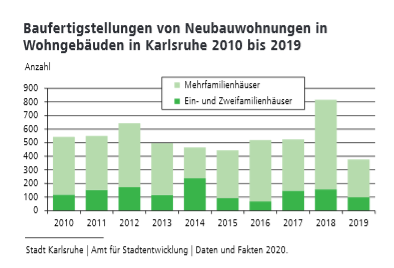 Baufertigstellungen von Neubauwohnungen in
Wohngebäuden in Karlsruhe 2010 bis 2019
Anzahl
Mehrfamilienhäuser
Ein- und Zweifamilienhäuser
900
800
700
600
500
400
300
200
100
0
2010 2011 2012 2013 2014 2015 2016 2017 2018 2019
Stadt Karlsruhe | Amt für Stadtentwicklung | Daten und Fakten 2020.